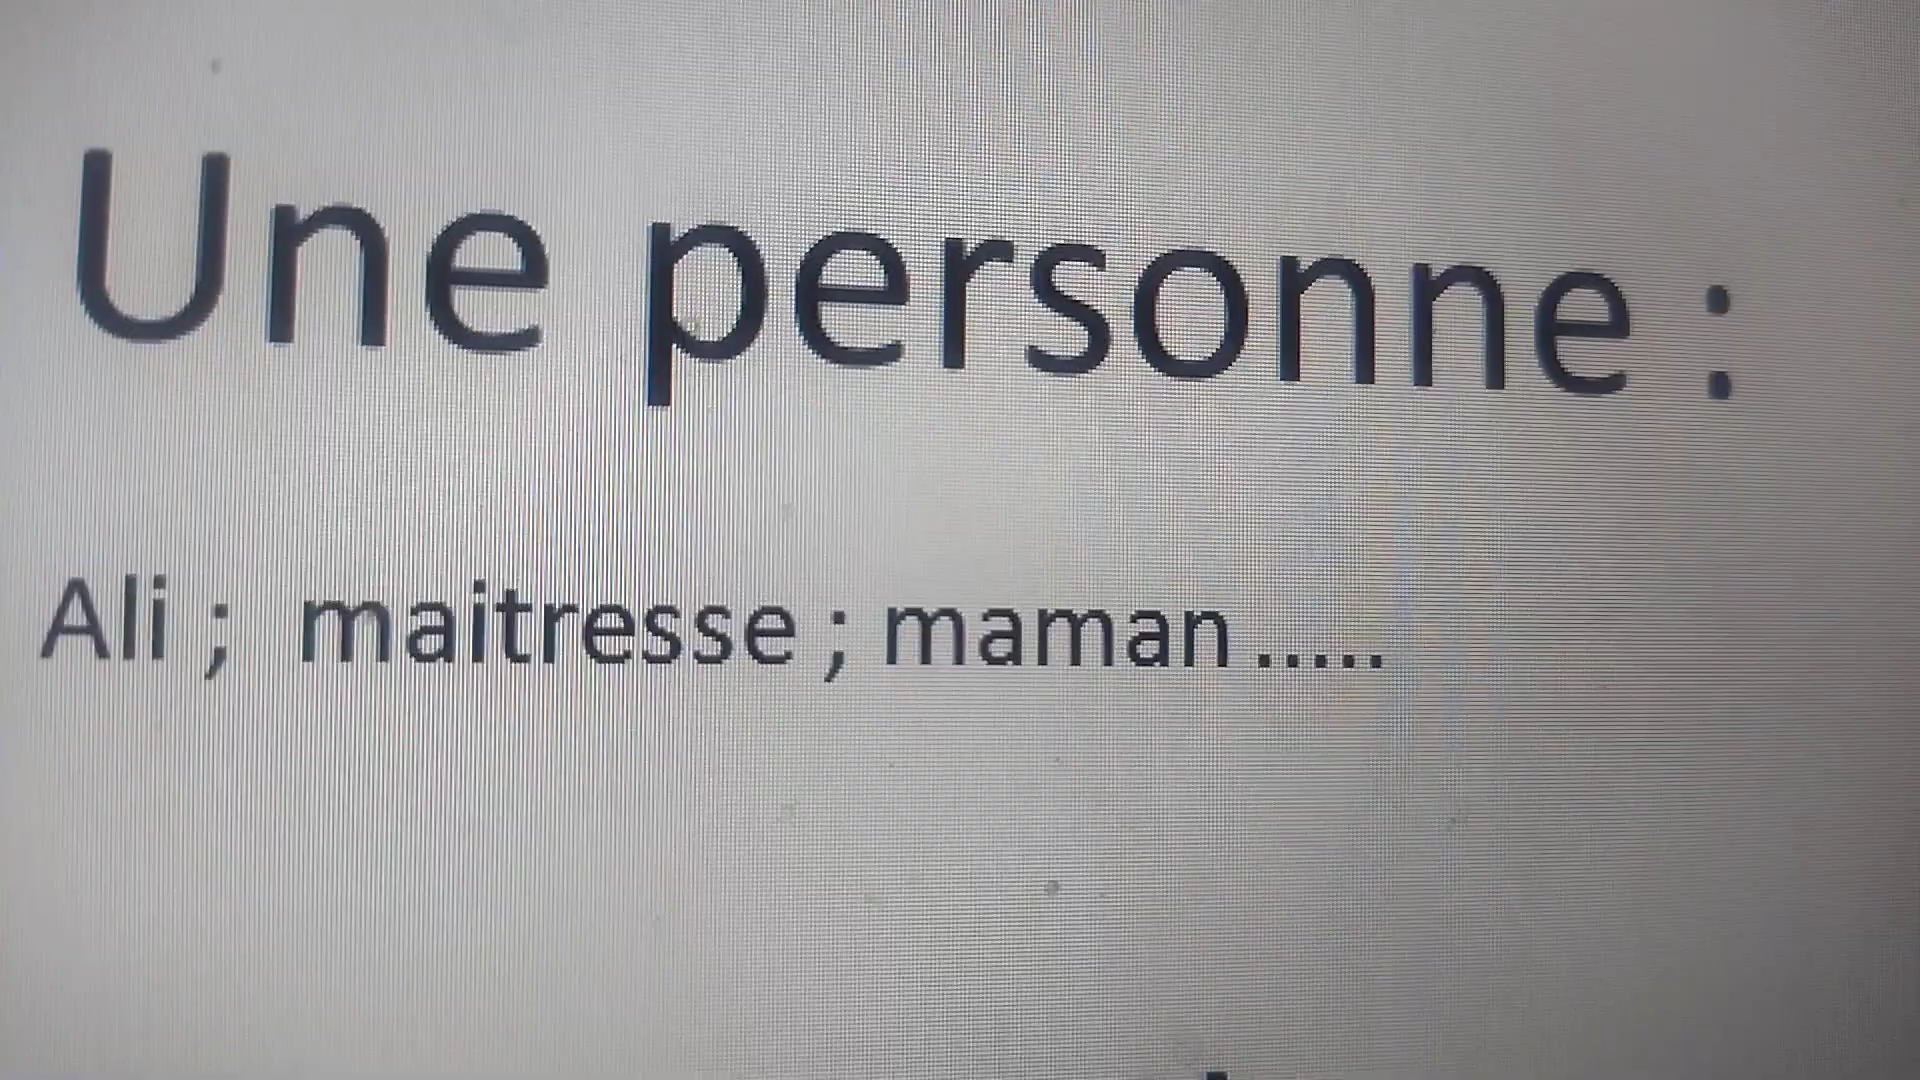 Une personne :
Ali ; maitresse ; maman .....